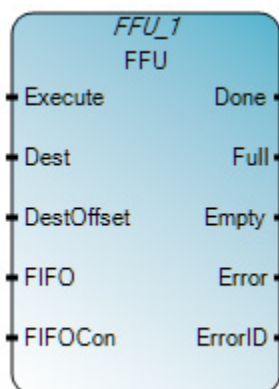 FFU_1
FFU
Execute Done
Dest Full
DestOffset Empty
FIFO Error
FIFOCon ErrorID